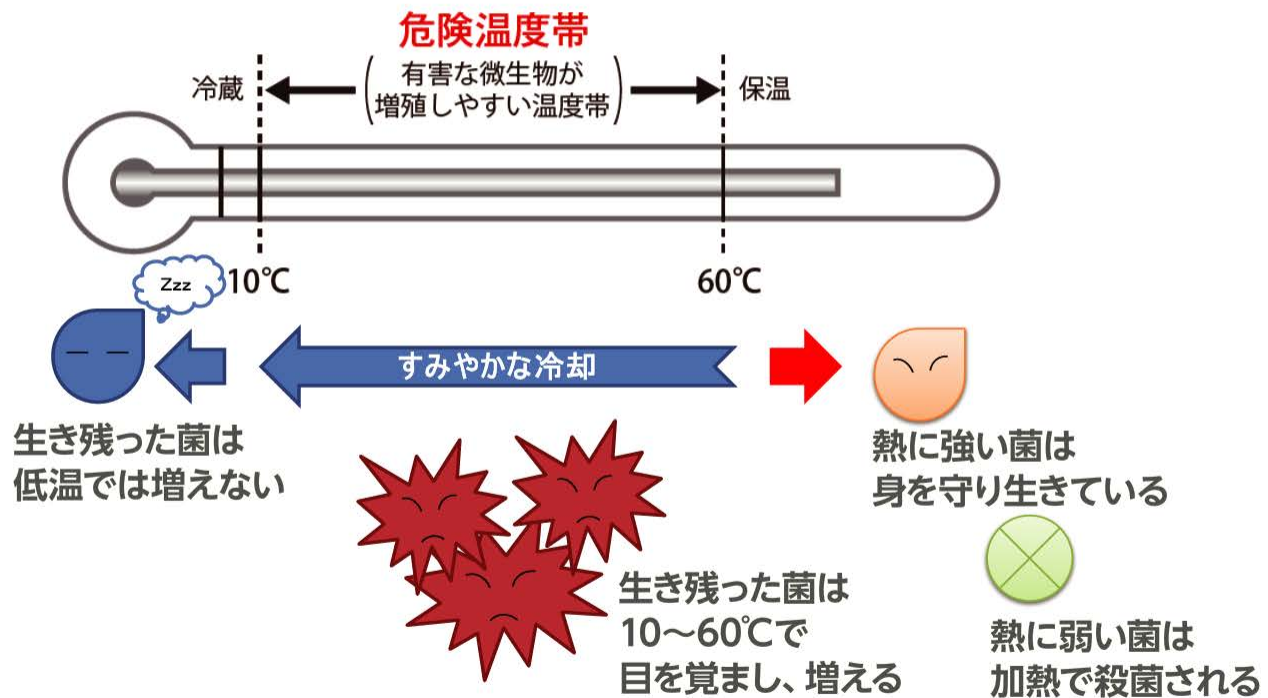 危険温度帯
冷蔵
有害な微生物が
増殖しやすい温度帯
保温
10℃
60℃
Zzz
すみやかな冷却
生き残った菌は
低温では増えない
熱に強い菌は
身を守り生きている
生き残った菌は
10～60℃で
目を覚まし、増える
熱に弱い菌は
加熱で殺菌される